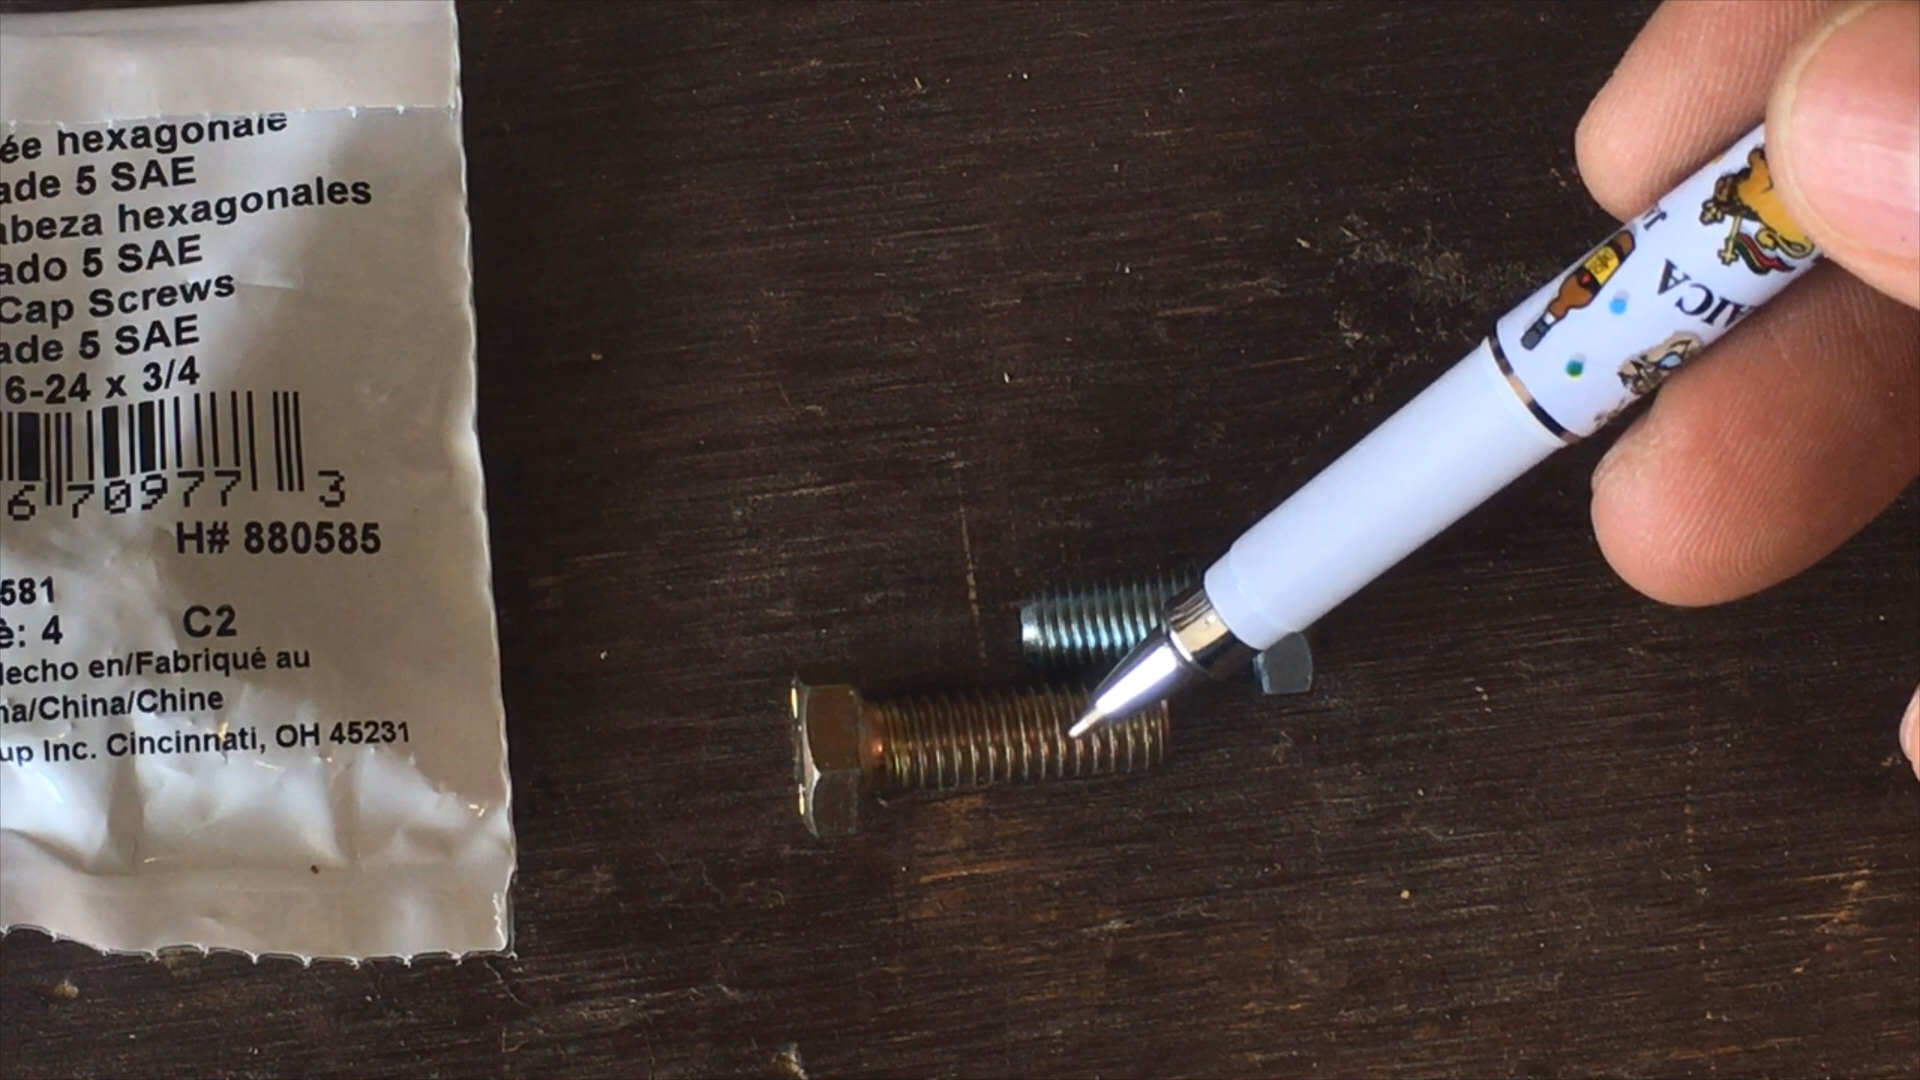 ée hexagonale
ade 5 SAE
abeza hexagonales
ado 5 SAE
Cap Screws
ade 5 SAE
6-24 x 3/4
6 70977 3
H# 880585
581
è: 4 C2
Hecho en/Fabriqué au
na/China/Chine
up Inc. Cincinnati, OH 45231
AICA